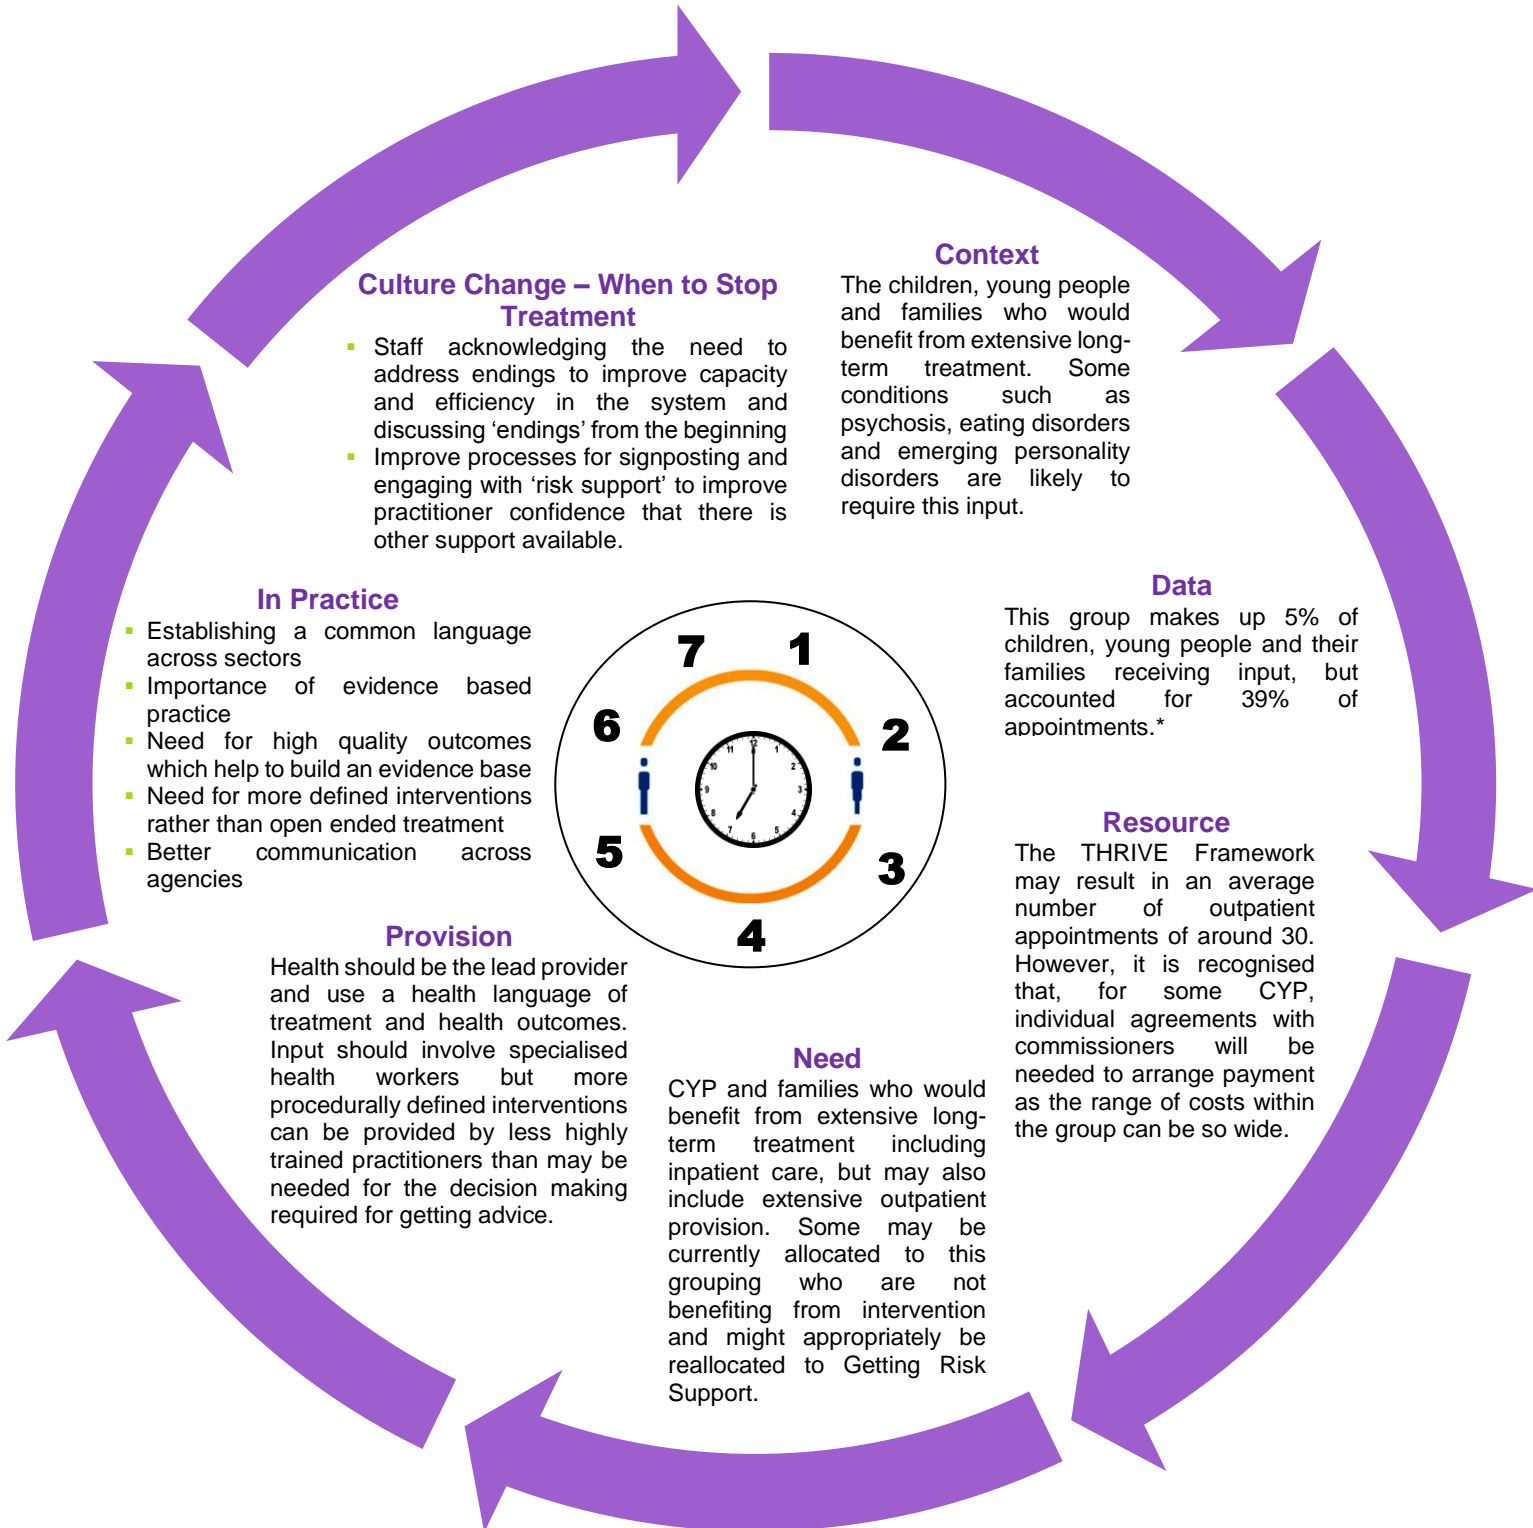 Context
The children, young people
and families who would
benefit from extensive long-
term treatment. Some
conditions such as
psychosis, eating disorders
and emerging personality
disorders are likely to
require this input.
Data
This group makes up 5% of
children, young people and their
families receiving input, but
accounted for 39% of
appointments.*
Resource
The THRIVE Framework
may result in an average
number of outpatient
appointments of around 30.
However, it is recognised
that, for some CYP,
individual agreements with
commissioners will be
needed to arrange payment
as the range of costs within
the group can be so wide.
Need
CYP and families who would
benefit from extensive long-
term treatment including
inpatient care, but may also
include extensive outpatient
provision. Some may be
currently allocated to this
grouping who are not
benefiting from intervention
and might appropriately be
reallocated to Getting Risk
Support.
Provision
Health should be the lead provider
and use a health language of
treatment and health outcomes.
Input should involve specialised
health workers but more
procedurally defined interventions
can be provided by less highly
trained practitioners than may be
needed for the decision making
required for getting advice.
In Practice
▪ Establishing a common language
across sectors
▪ Importance of evidence based
practice
▪ Need for high quality outcomes
which help to build an evidence base
▪ Need for more defined interventions
rather than open ended treatment
▪ Better communication across
agencies
Culture Change – When to Stop
Treatment
▪ Staff acknowledging the need to
address endings to improve capacity
and efficiency in the system and
discussing ‘endings’ from the beginning
▪ Improve processes for signposting and
engaging with ‘risk support’ to improve
practitioner confidence that there is
other support available.
1
2
3
4
5
6
7
12
1
2
3
4
5
6
7
8
9
10
11